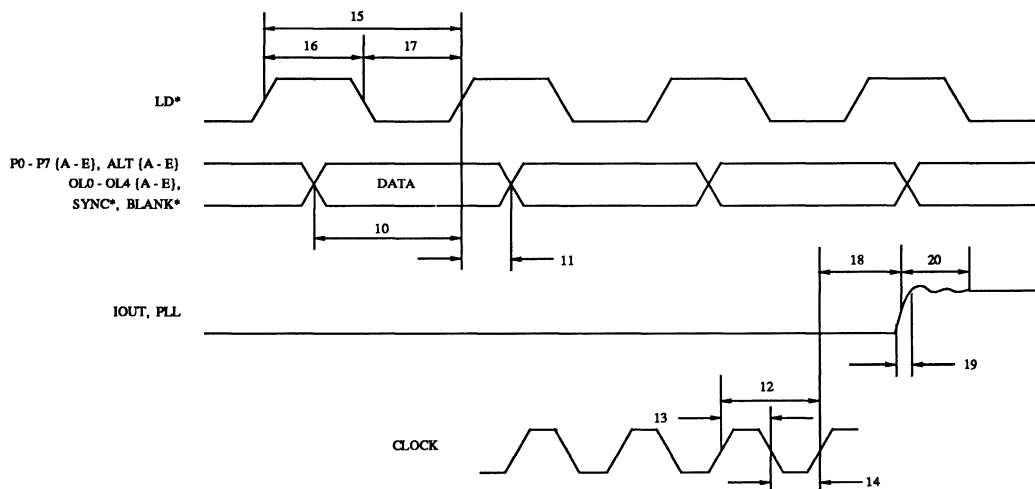 15
16
17
LD*
P0 - P7 {A - E}, ALT {A - E}
OL0 - OL4 {A - E},
SYNC*, BLANK*
DATA
10
11
18
20
IOUT, PLL
19
12
13
CLOCK
14